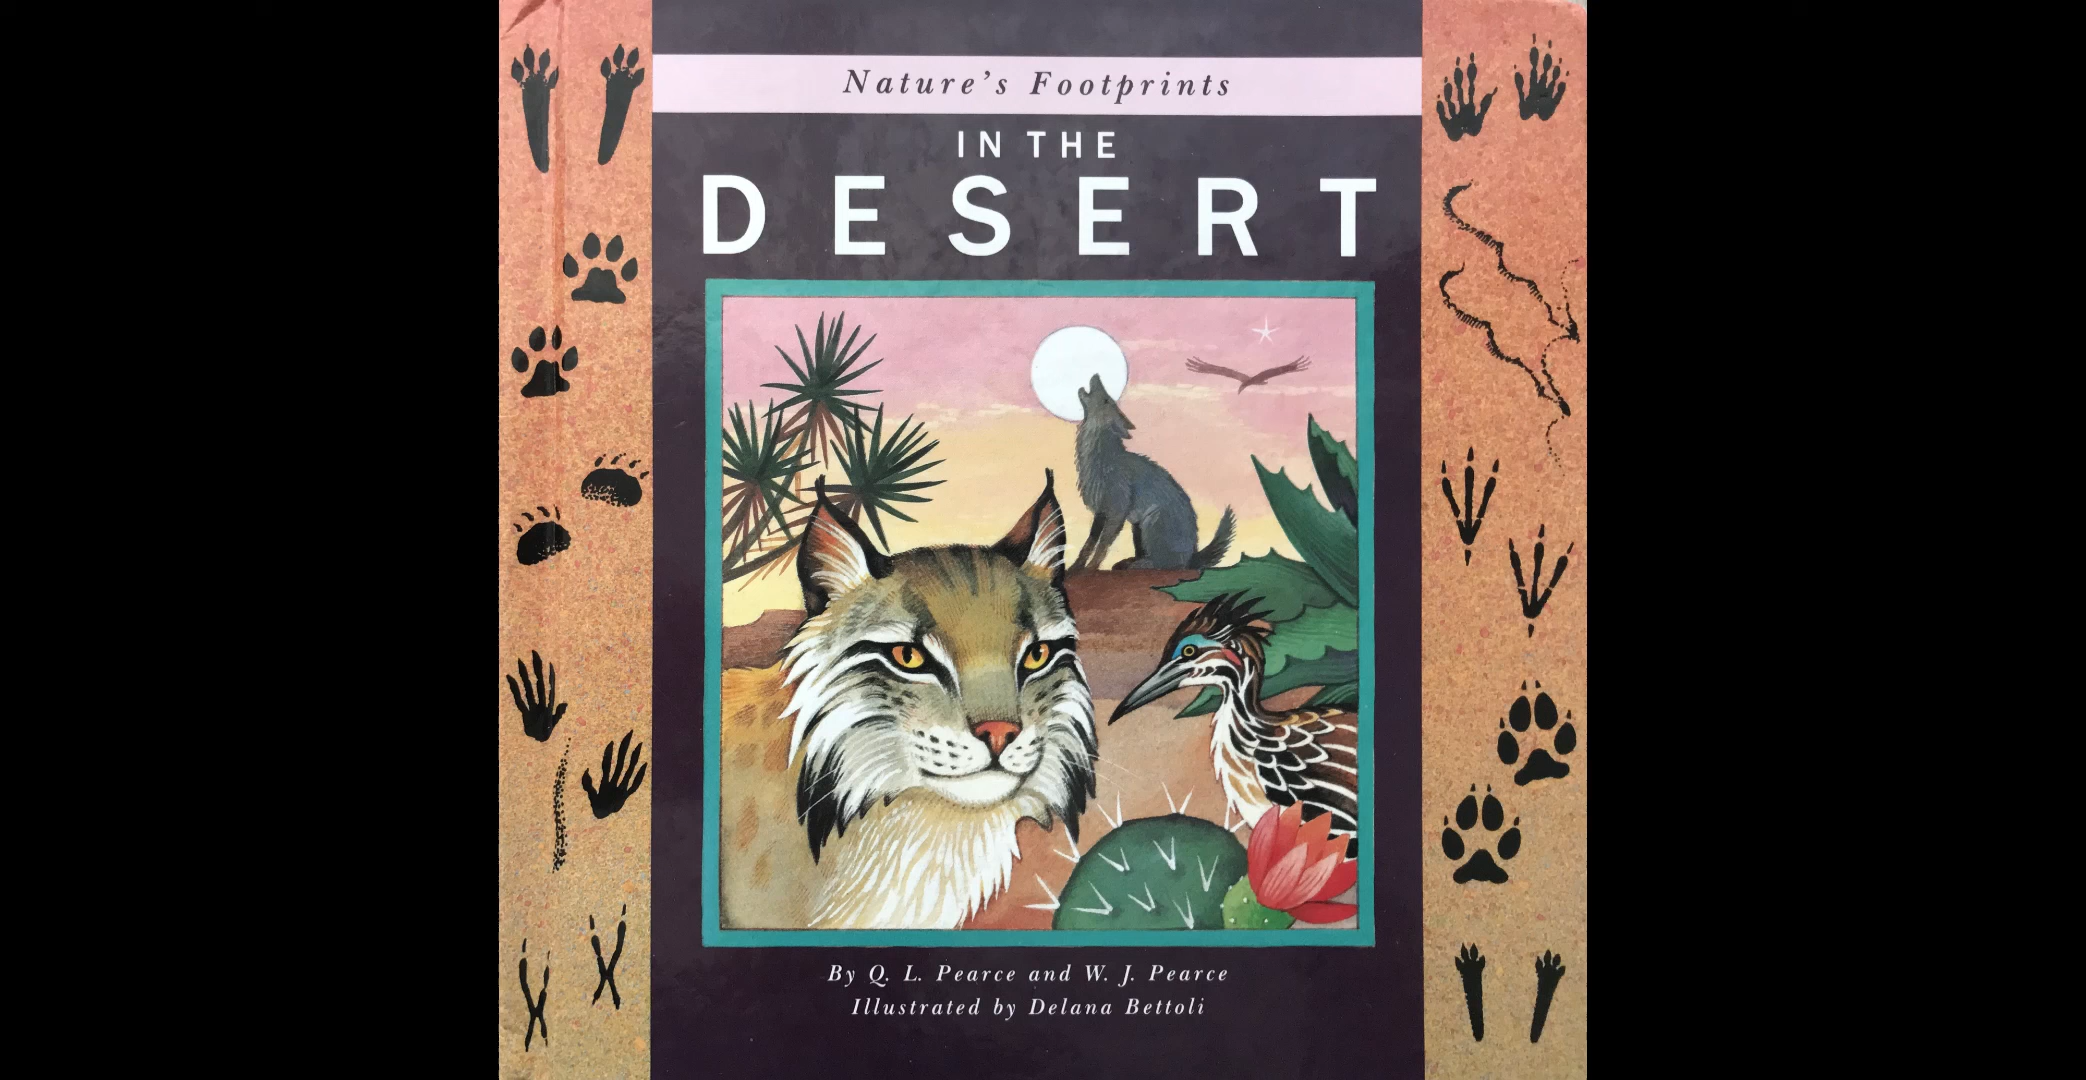 Nature's Footprints
IN THE
DESERT
By Q. L. Pearce and W. J. Pearce
Illustrated by Delana Bettoli